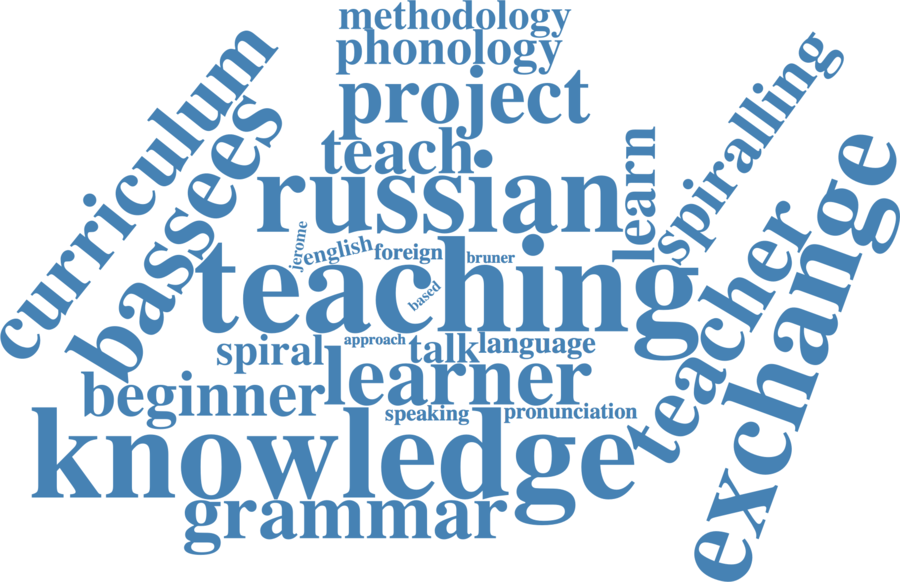 methodology
phonology
project
curriculum
bassees
teach
learn
spiralling
russian
exchange
teacher
jerome
english
foreign
bruner
teaching
based
spiral
approach
talk
language
beginner
learner
speaking
pronunciation
knowledge
grammar